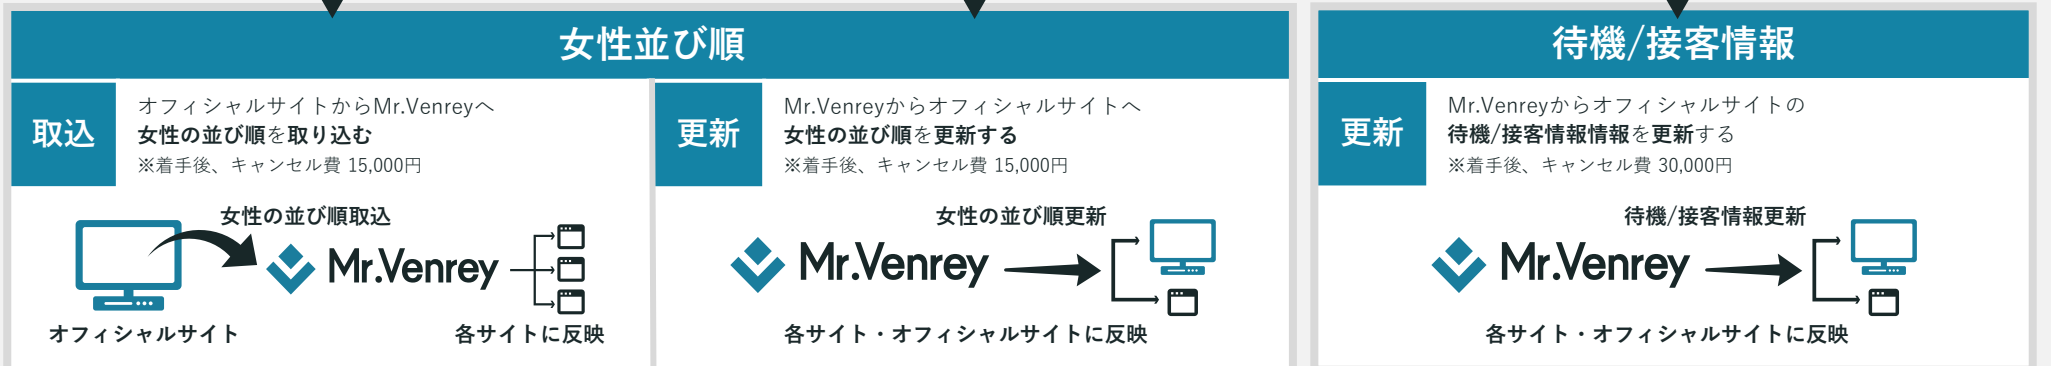 女性並び順
取込
オフィシャルサイトからMr.Venreyへ
女性の並び順を取り込む
※着手後、キャンセル費 15,000円
女性の並び順取込
Mr.Venrey
オフィシャルサイト
各サイトに反映
更新
Mr.Venreyからオフィシャルサイトへ
女性の並び順を更新する
※着手後、キャンセル費 15,000円
女性の並び順更新
Mr.Venrey
各サイト・オフィシャルサイトに反映
待機/接客情報
更新
Mr.Venreyからオフィシャルサイトの
待機/接客情報情報を更新する
※着手後、キャンセル費 30,000円
待機/接客情報更新
Mr.Venrey
各サイト・オフィシャルサイトに反映